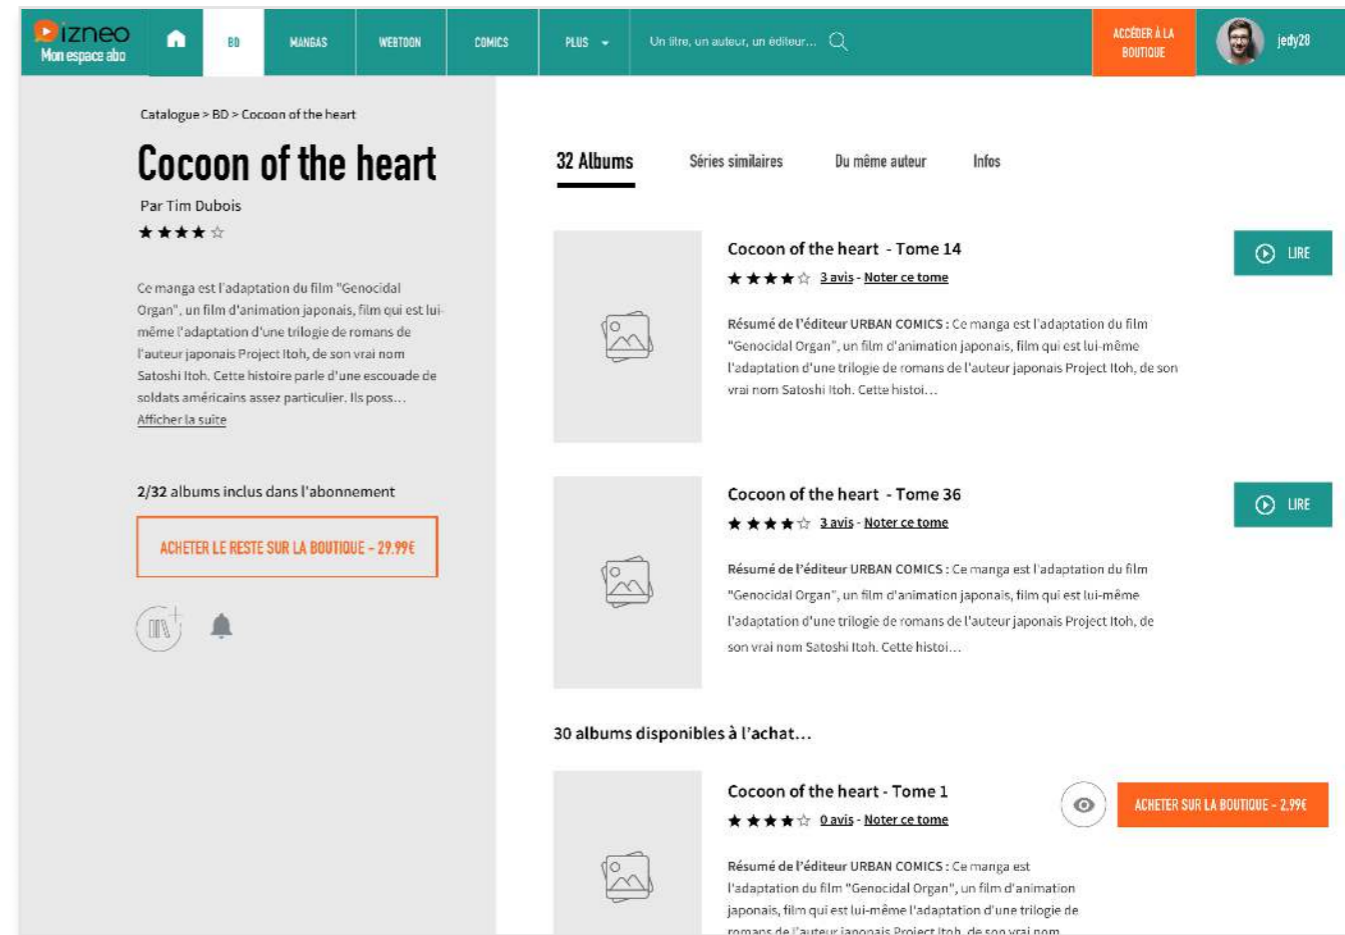 izneo
Mon espace abo
BD
MANGAS
WEBTOON
COMICS
PLUS
Un titre, un auteur, un éditeur...
ACCÉDER À LA
BOUTIQUE
jedy28
Catalogue > BD > Cocoon of the heart
Cocoon of the heart
Par Tim Dubois
Ce manga est l'adaptation du film "Genocidal
Organ", un film d'animation japonais, film qui est lui-
même l'adaptation d'une trilogie de romans de
l'auteur japonais Project Itoh, de son vrai nom
Satoshi Itoh. Cette histoire parle d'une escouade de
soldats américains assez particulier. Ils poss...
Afficher la suite
2/32 albums inclus dans l'abonnement
ACHETER LE RESTE SUR LA BOUTIQUE - 29.99€
32 Albums
Séries similaires
Du même auteur
Infos
Cocoon of the heart - Tome 14
3 avis - Noter ce tome
LIRE
Résumé de l'éditeur URBAN COMICS : Ce manga est l'adaptation du film
"Genocidal Organ", un film d'animation japonais, film qui est lui-même
l'adaptation d'une trilogie de romans de l'auteur japonais Project Itoh, de son
vrai nom Satoshi Itoh. Cette histoi...
Cocoon of the heart - Tome 36
3 avis - Noter ce tome
LIRE
Résumé de l'éditeur URBAN COMICS : Ce manga est l'adaptation du film
"Genocidal Organ", un film d'animation japonais, film qui est lui-même
l'adaptation d'une trilogie de romans de l'auteur japonais Project Itoh, de
son vrai nom Satoshi Itoh. Cette histoi...
30 albums disponibles à l'achat...
Cocoon of the heart - Tome 1
0 avis - Noter ce tome
ACHETER SUR LA BOUTIQUE - 2,99€
Résumé de l'éditeur URBAN COMICS : Ce manga est
l'adaptation du film "Genocidal Organ", un film d'animation
japonais, film qui est lui-même l'adaptation d'une trilogie de
romans de l'auteur japonais Project Itoh, de son vrai nom